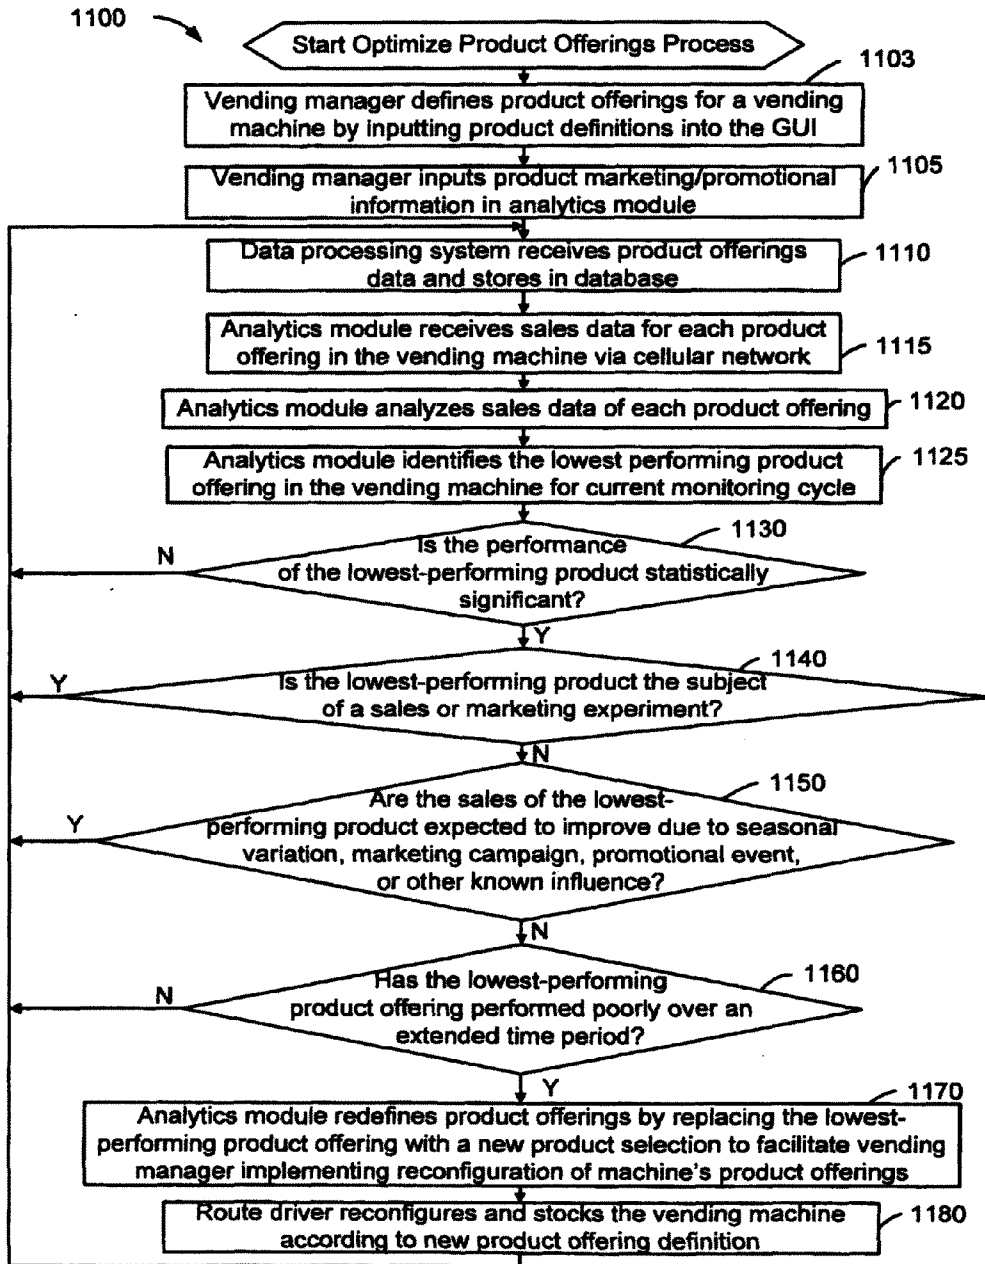 1100
Start Optimize Product Offerings Process
1103
Vending manager defines product offerings for a vending
machine by inputting product definitions into the GUI
1105
Vending manager inputs product marketing/promotional
information in analytics module
1110
Data processing system receives product offerings
data and stores in database
1115
Analytics module receives sales data for each product
offering in the vending machine via cellular network
1120
Analytics module analyzes sales data of each product offering
1125
Analytics module identifies the lowest performing product
offering in the vending machine for current monitoring cycle
1130
N
Is the performance
of the lowest-performing product statistically
significant?
Y
1140
Y
Is the lowest-performing product the subject
of a sales or marketing experiment?
N
1150
Y
Are the sales of the lowest-
performing product expected to improve due to seasonal
variation, marketing campaign, promotional event,
or other known influence?
N
1160
N
Has the lowest-performing
product offering performed poorly over an
extended time period?
Y
1170
Analytics module redefines product offerings by replacing the lowest-
performing product offering with a new product selection to facilitate vending
manager implementing reconfiguration of machine's product offerings
1180
Route driver reconfigures and stocks the vending machine
according to new product offering definition